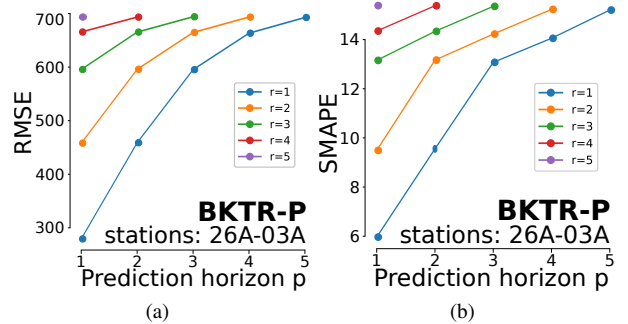 700
600
500
400
300
RMSE
r=1
r=2
r=3
r=4
r=5
BKTR-P
stations: 26A-03A
1 2 3 4 5
Prediction horizon p
(a)
14
12
10
8
6
SMAPE
r=1
r=2
r=3
r=4
r=5
BKTR-P
stations: 26A-03A
1 2 3 4 5
Prediction horizon p
(b)